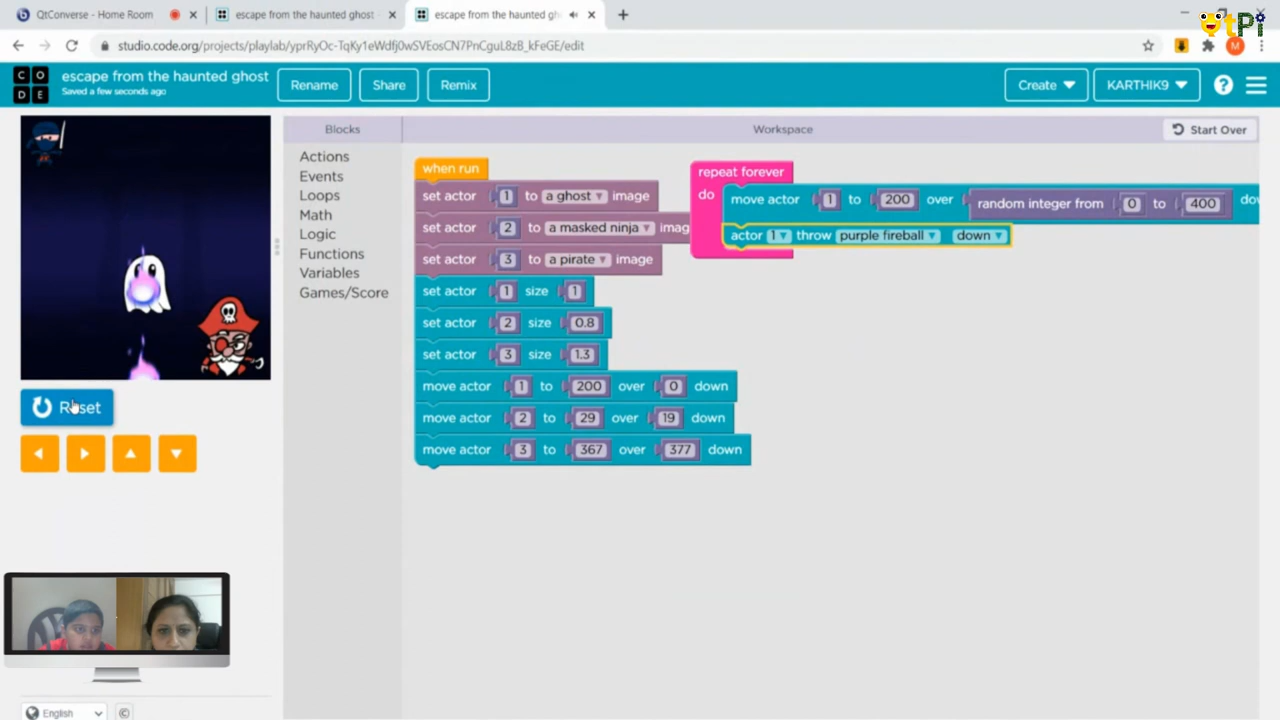 QtConverse - Home Room
escape from the haunted ghost -
escape from the haunted gh
QtPi
studio.code.org/projects/playlab/yprRyOc-TqKy1eWdfj0wSVEosCN7PnCguL8zB_kFeGE/edit
M
C O
D E
escape from the haunted ghost
Saved a few seconds ago
Rename
Share
Remix
Create
KARTHIK9
?
Blocks
Workspace
Start Over
Actions
Events
Loops
Math
Logic
Functions
Variables
Games/Score
when run
set actor 1 to a ghost image
set actor 2 to a masked ninja imag
set actor 3 to a pirate image
set actor 1 size 1
set actor 2 size 0.8
set actor 3 size 1.3
move actor 1 to 200 over 0 down
move actor 2 to 29 over 19 down
move actor 3 to 367 over 377 down
repeat forever
do
move actor 1 to 200 over random integer from 0 to 400 dov
actor 1 throw purple fireball down
Reset
English
©